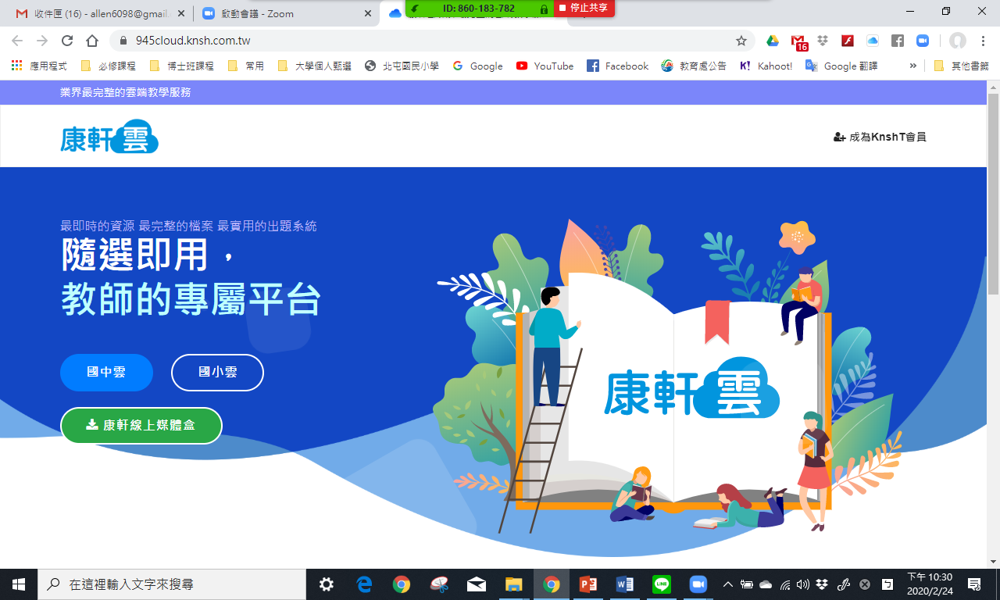 收件匣 (16) - allen6098@gmail.
啟動會議 - Zoom
ID: 860-183-782
停止共享
945cloud.knsh.com.tw
16
應用程式
必修課程
博士班課程
常用
大學個人甄選
北屯國民小學
Google
YouTube
Facebook
教育處公告
Kahoot!
Google 翻譯
»
其他書籤
業界最完整的雲端教學服務
康軒雲
成為KnshT會員
最即時的資源 最完整的檔案 最實用的出題系統
隨選即用，
教師的專屬平台
國中雲
國小雲
康軒線上媒體盒
康軒雲
在這裡輸入文字來搜尋
下午 10:30
2020/2/24